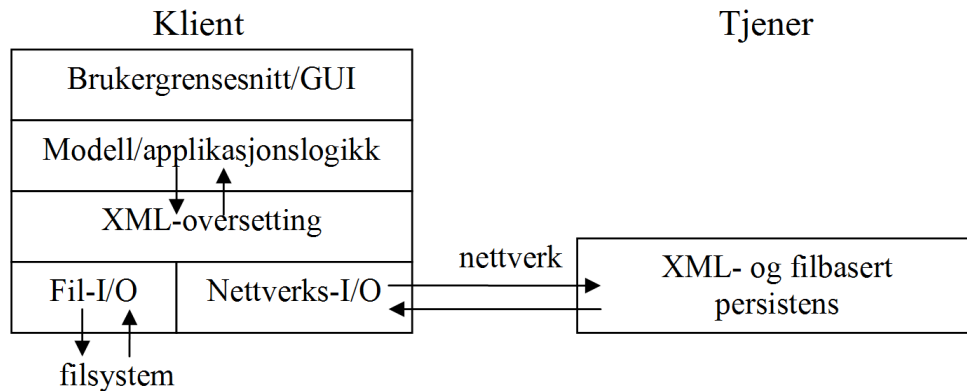 Klient
Tjener
Brukergrensesnitt/GUI
Modell/applikasjonslogikk
XML-oversetting
Fil-I/O
Nettverks-I/O
nettverk
XML- og filbasert
persistens
filsystem